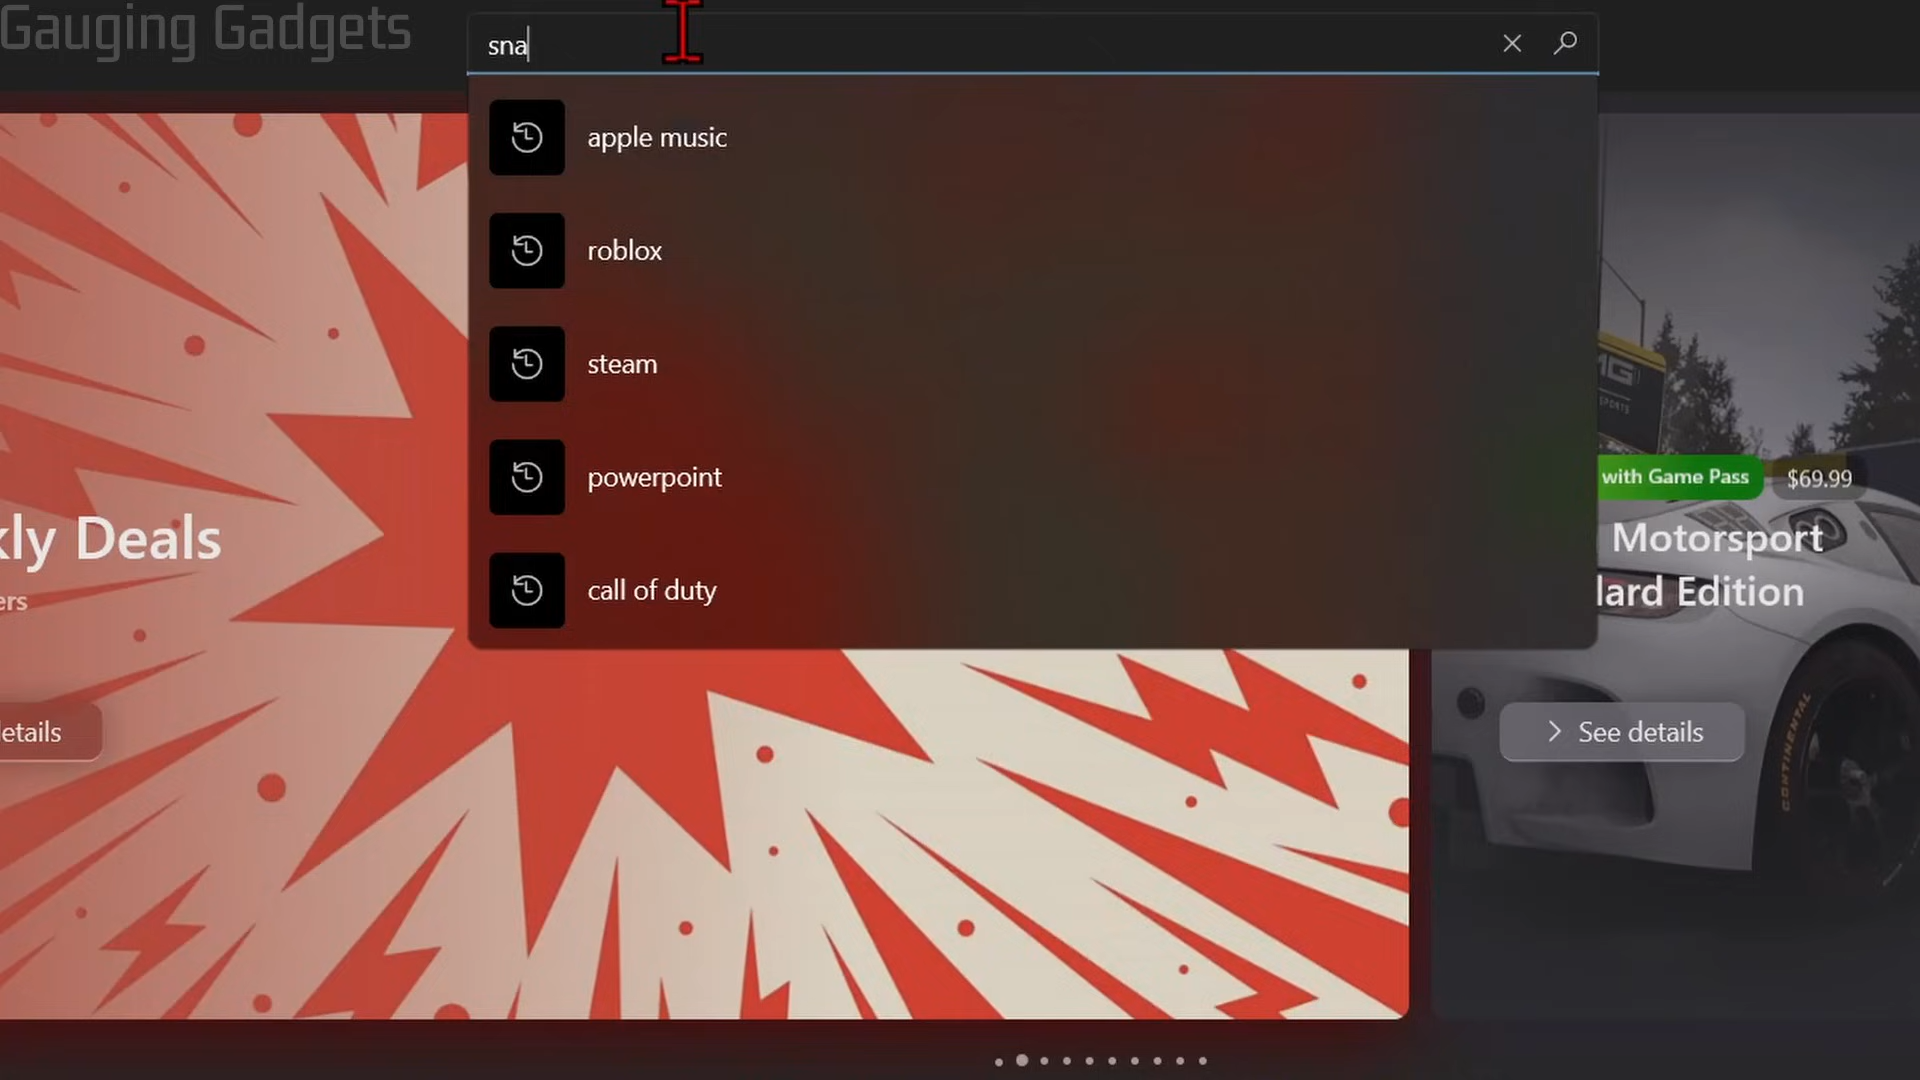 Gauging Gadgets
sna
apple music
roblox
steam
powerpoint
call of duty
kly Deals
ers
etails
with Game Pass
$69.99
Motorsport
lard Edition
See details
CONTINENTAL